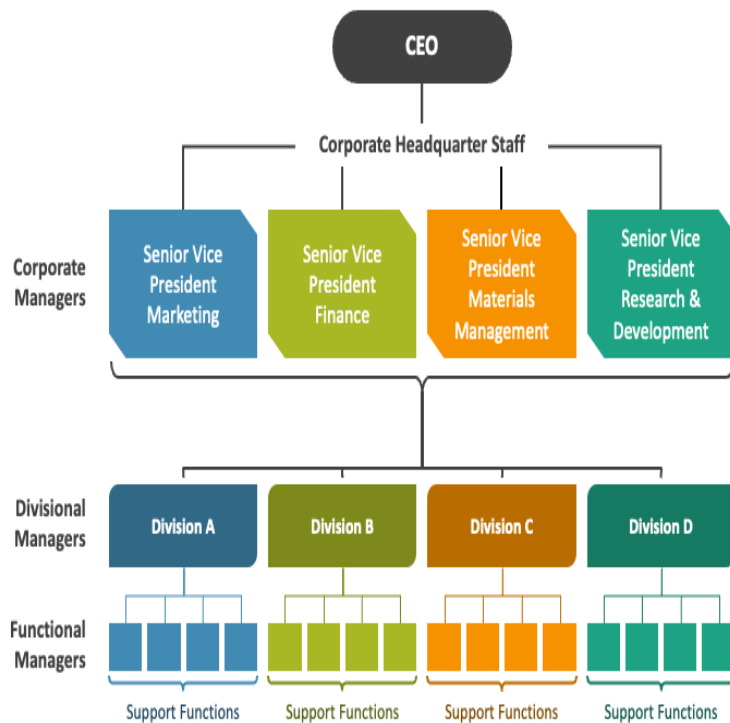 CEO
Corporate Headquarter Staff
Corporate
Managers
Senior Vice
President
Marketing
Senior Vice
President
Finance
Senior Vice
President
Materials
Management
Senior Vice
President
Research &
Development
Divisional
Managers
Division A
Division B
Division C
Division D
Functional
Managers
Support Functions
Support Functions
Support Functions
Support Functions